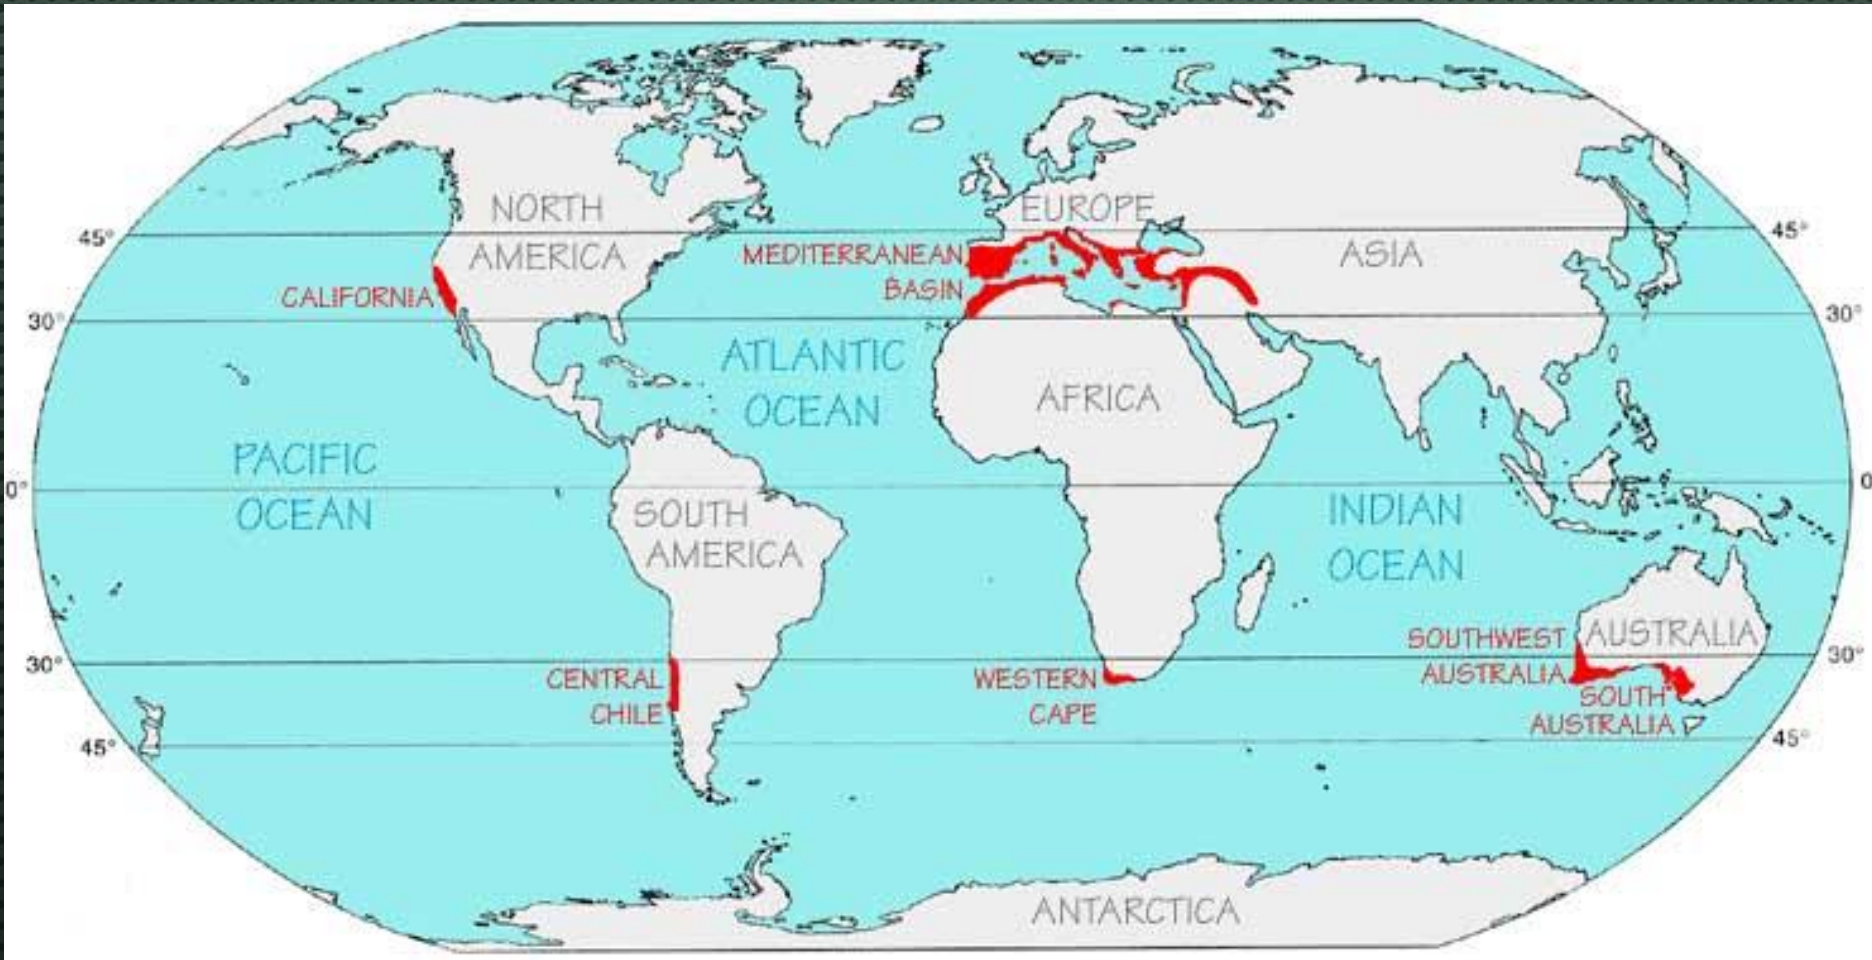 NORTH
AMERICA
EUROPE
ASIA
45°
45°
MEDITERRANEAN
BASIN
CALIFORNIA
30°
30°
ATLANTIC
OCEAN
AFRICA
PACIFIC
OCEAN
0°
0
SOUTH
AMERICA
INDIAN
OCEAN
SOUTHWEST
AUSTRALIA
AUSTRALIA
30°
30°
CENTRAL
CHILE
WESTERN
CAPE
SOUTH
AUSTRALIA
45°
45°
ANTARCTICA